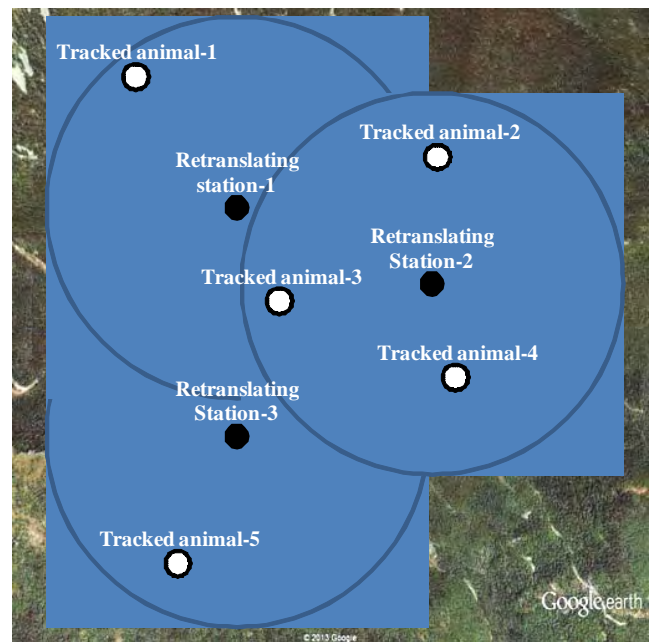 Tracked animal-1
Tracked animal-2
Retranslating
station-1
Retranslating
Station-2
Tracked animal-3
Tracked animal-4
Retranslating
Station-3
Tracked animal-5
Google earth
© 2013 Google